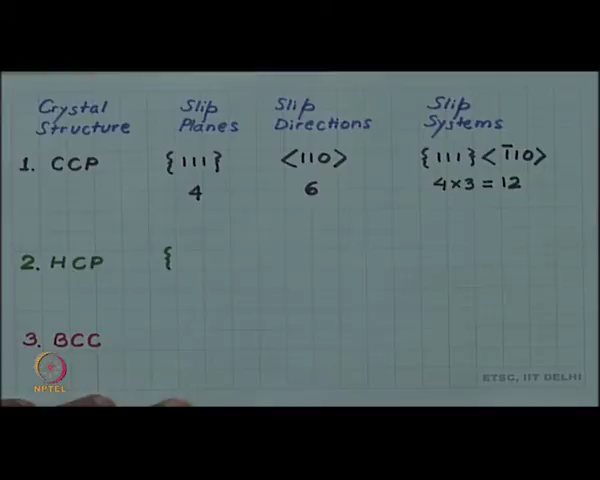 Crystal Structure Slip Planes Slip Directions Slip Systems
1. CCP {111} <110> {111}<1̄10>
4 6 4×3=12
2. HCP {
3. BCC
NPTEL
ETSC, IIT DELHI